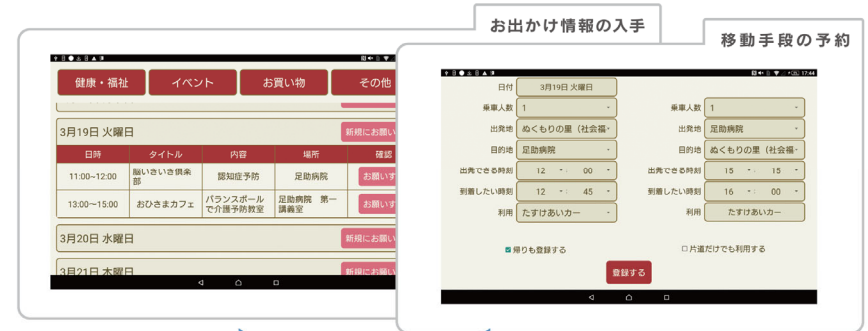 お出かけ情報の入手
移動手段の予約
健康・福祉 イベント お買い物 その他
3月19日 火曜日 新規にお願い
日時 タイトル 内容 場所 確認
11:00~12:00 脳いきいき倶楽部 認知症予防 足助病院 お願いす
13:00~15:00 おひさまカフェ バランスボールで介護予防教室 足助病院 第一講義室 お願いす
3月20日 水曜日 新規にお願い
3月21日 木曜日 新規にお願い
17:44
日付 3月19日 火曜日
乗車人数 1
出発地 ぬくもりの里（社会福
目的地 足助病院
出発できる時刻 12 : 00
到着したい時刻 12 : 45
利用 たすけあいカー
帰りも登録する
乗車人数 1
出発地 足助病院
目的地 ぬくもりの里（社会福
出発できる時刻 15 : 15
到着したい時刻 16 : 00
利用 たすけあいカー
片道だけでも利用する
登録する